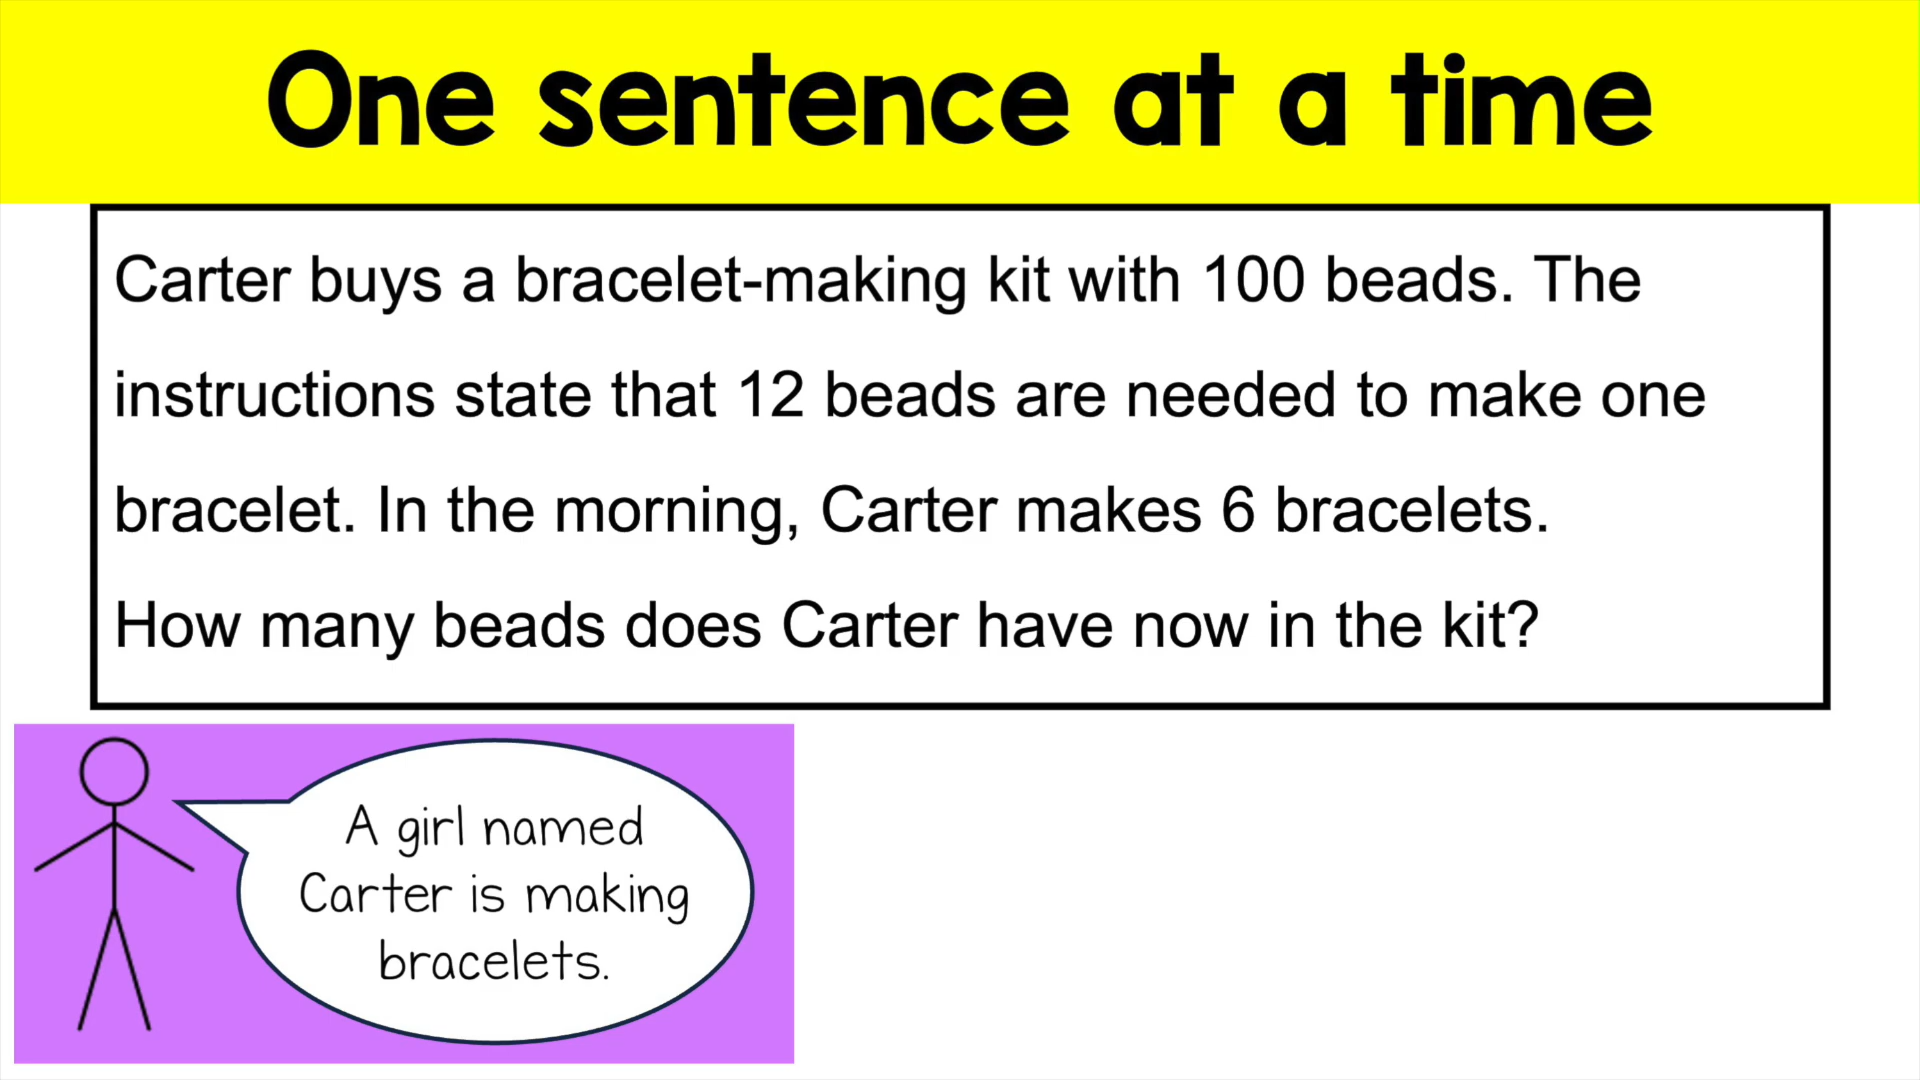 One sentence at a time
Carter buys a bracelet-making kit with 100 beads. The
instructions state that 12 beads are needed to make one
bracelet. In the morning, Carter makes 6 bracelets.
How many beads does Carter have now in the kit?
A girl named
Carter is making
bracelets.